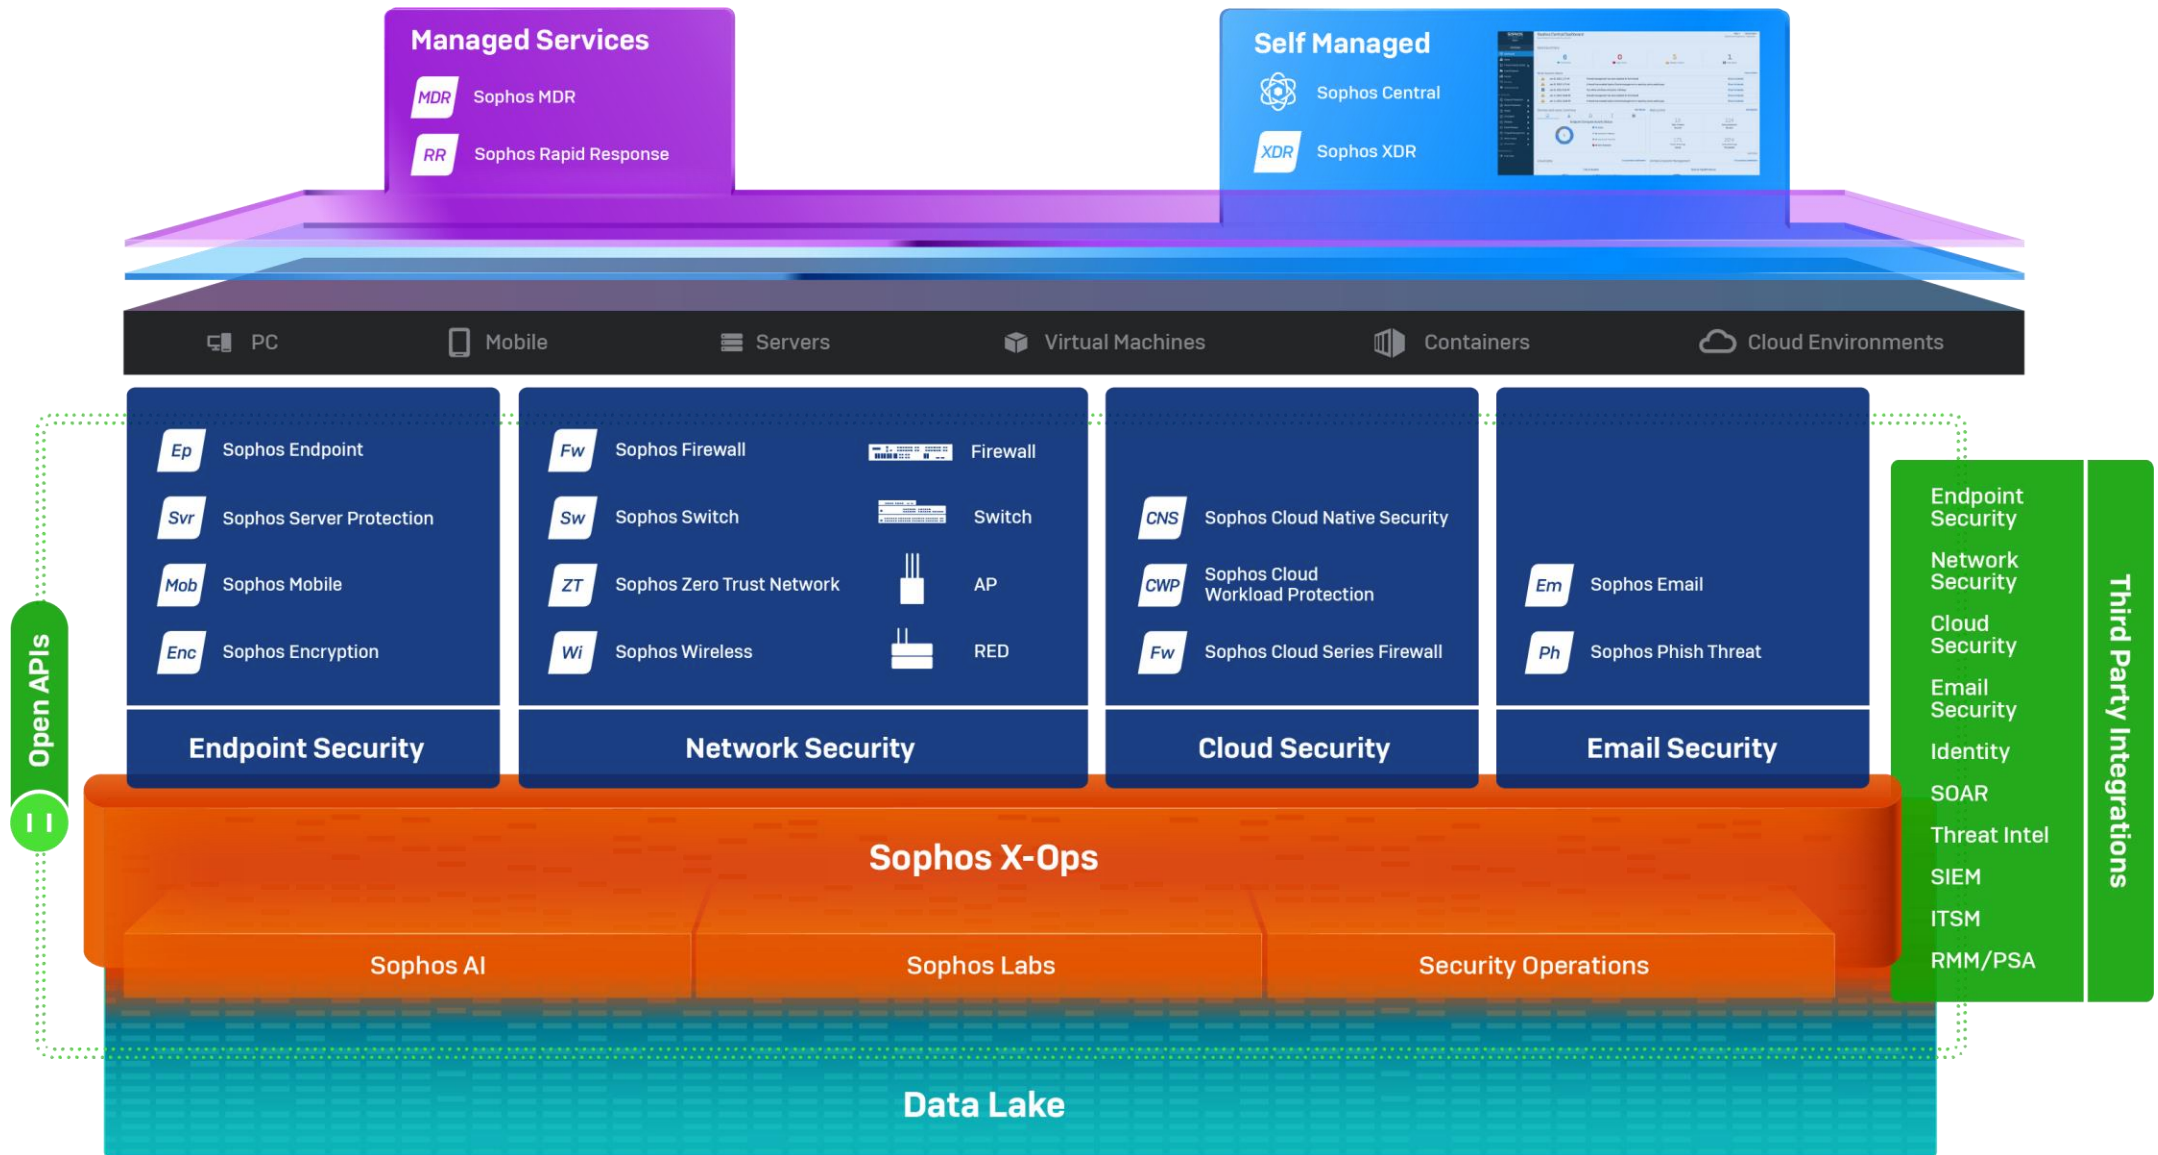 Managed Services
MDR Sophos MDR
RR Sophos Rapid Response
Self Managed
Sophos Central
XDR Sophos XDR
PC
Mobile
Servers
Virtual Machines
Containers
Cloud Environments
Open APIs
Ep Sophos Endpoint
Svr Sophos Server Protection
Mob Sophos Mobile
Enc Sophos Encryption
Endpoint Security
Fw Sophos Firewall
Firewall
Sw Sophos Switch
Switch
ZT Sophos Zero Trust Network
AP
Wi Sophos Wireless
RED
Network Security
CNS Sophos Cloud Native Security
CWP Sophos Cloud
Workload Protection
Fw Sophos Cloud Series Firewall
Cloud Security
Em Sophos Email
Ph Sophos Phish Threat
Email Security
Endpoint
Security
Network
Security
Cloud
Security
Email
Security
Identity
SOAR
Threat Intel
SIEM
ITSM
RMM/PSA
Third Party Integrations
Sophos X-Ops
Sophos AI
Sophos Labs
Security Operations
Data Lake